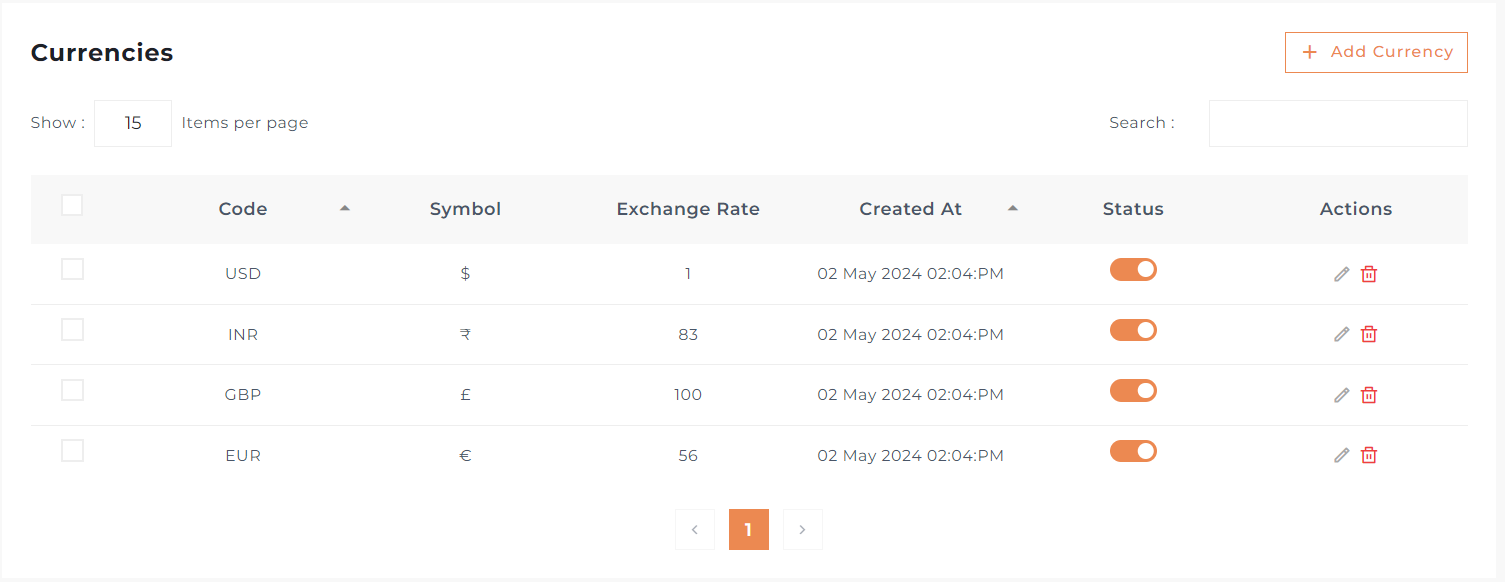 Currencies
+ Add Currency
Show : 15 Items per page
Search :
Code Symbol Exchange Rate Created At Status Actions
USD $ 1 02 May 2024 02:04:PM
INR ₹ 83 02 May 2024 02:04:PM
GBP £ 100 02 May 2024 02:04:PM
EUR € 56 02 May 2024 02:04:PM
1